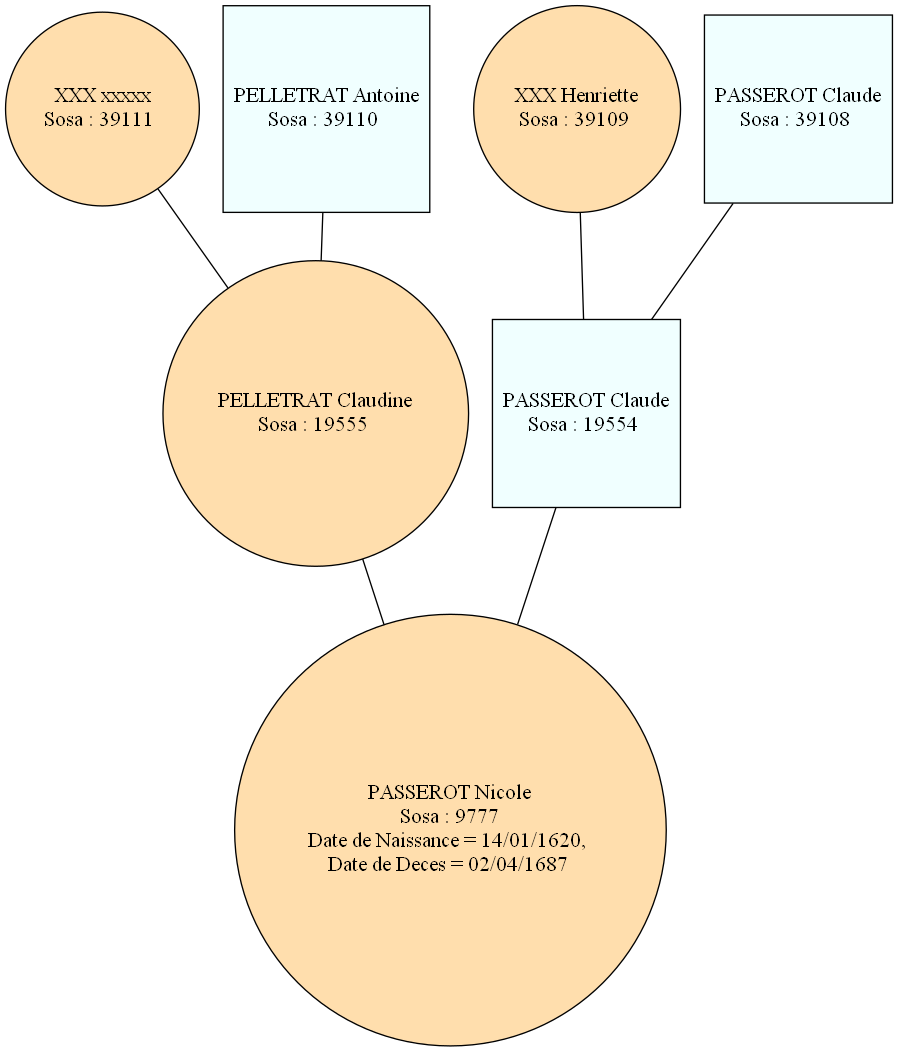 XXX xxxxx
Sosa : 39111
PELLETRAT Antoine
Sosa : 39110
XXX Henriette
Sosa : 39109
PASSEROT Claude
Sosa : 39108
PELLETRAT Claudine
Sosa : 19555
PASSEROT Claude
Sosa : 19554
PASSEROT Nicole
Sosa : 9777
Date de Naissance = 14/01/1620,
Date de Deces = 02/04/1687